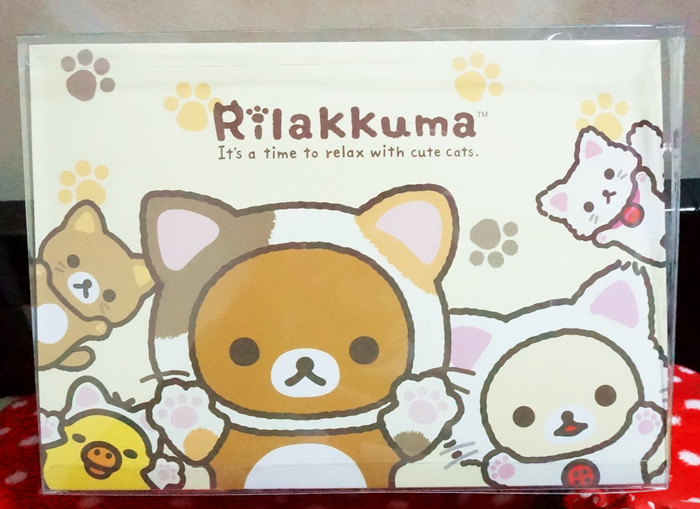 Rilakkuma™
It's a time to relax with cute cats.